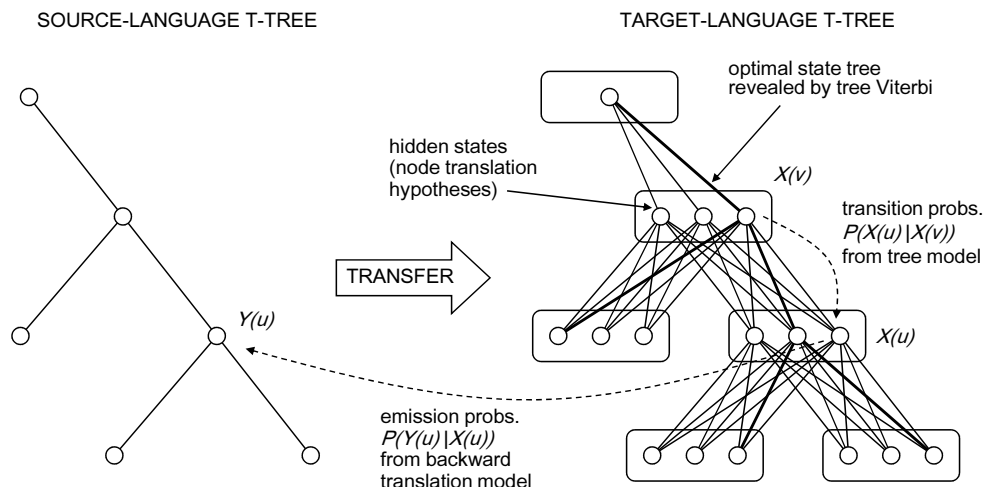 SOURCE-LANGUAGE T-TREE
TARGET-LANGUAGE T-TREE
optimal state tree
revealed by tree Viterbi
hidden states
(node translation
hypotheses)
X(v)
transition probs.
P(X(u)|X(v))
from tree model
TRANSFER
Y(u)
X(u)
emission probs.
P(Y(u)|X(u))
from backward
translation model